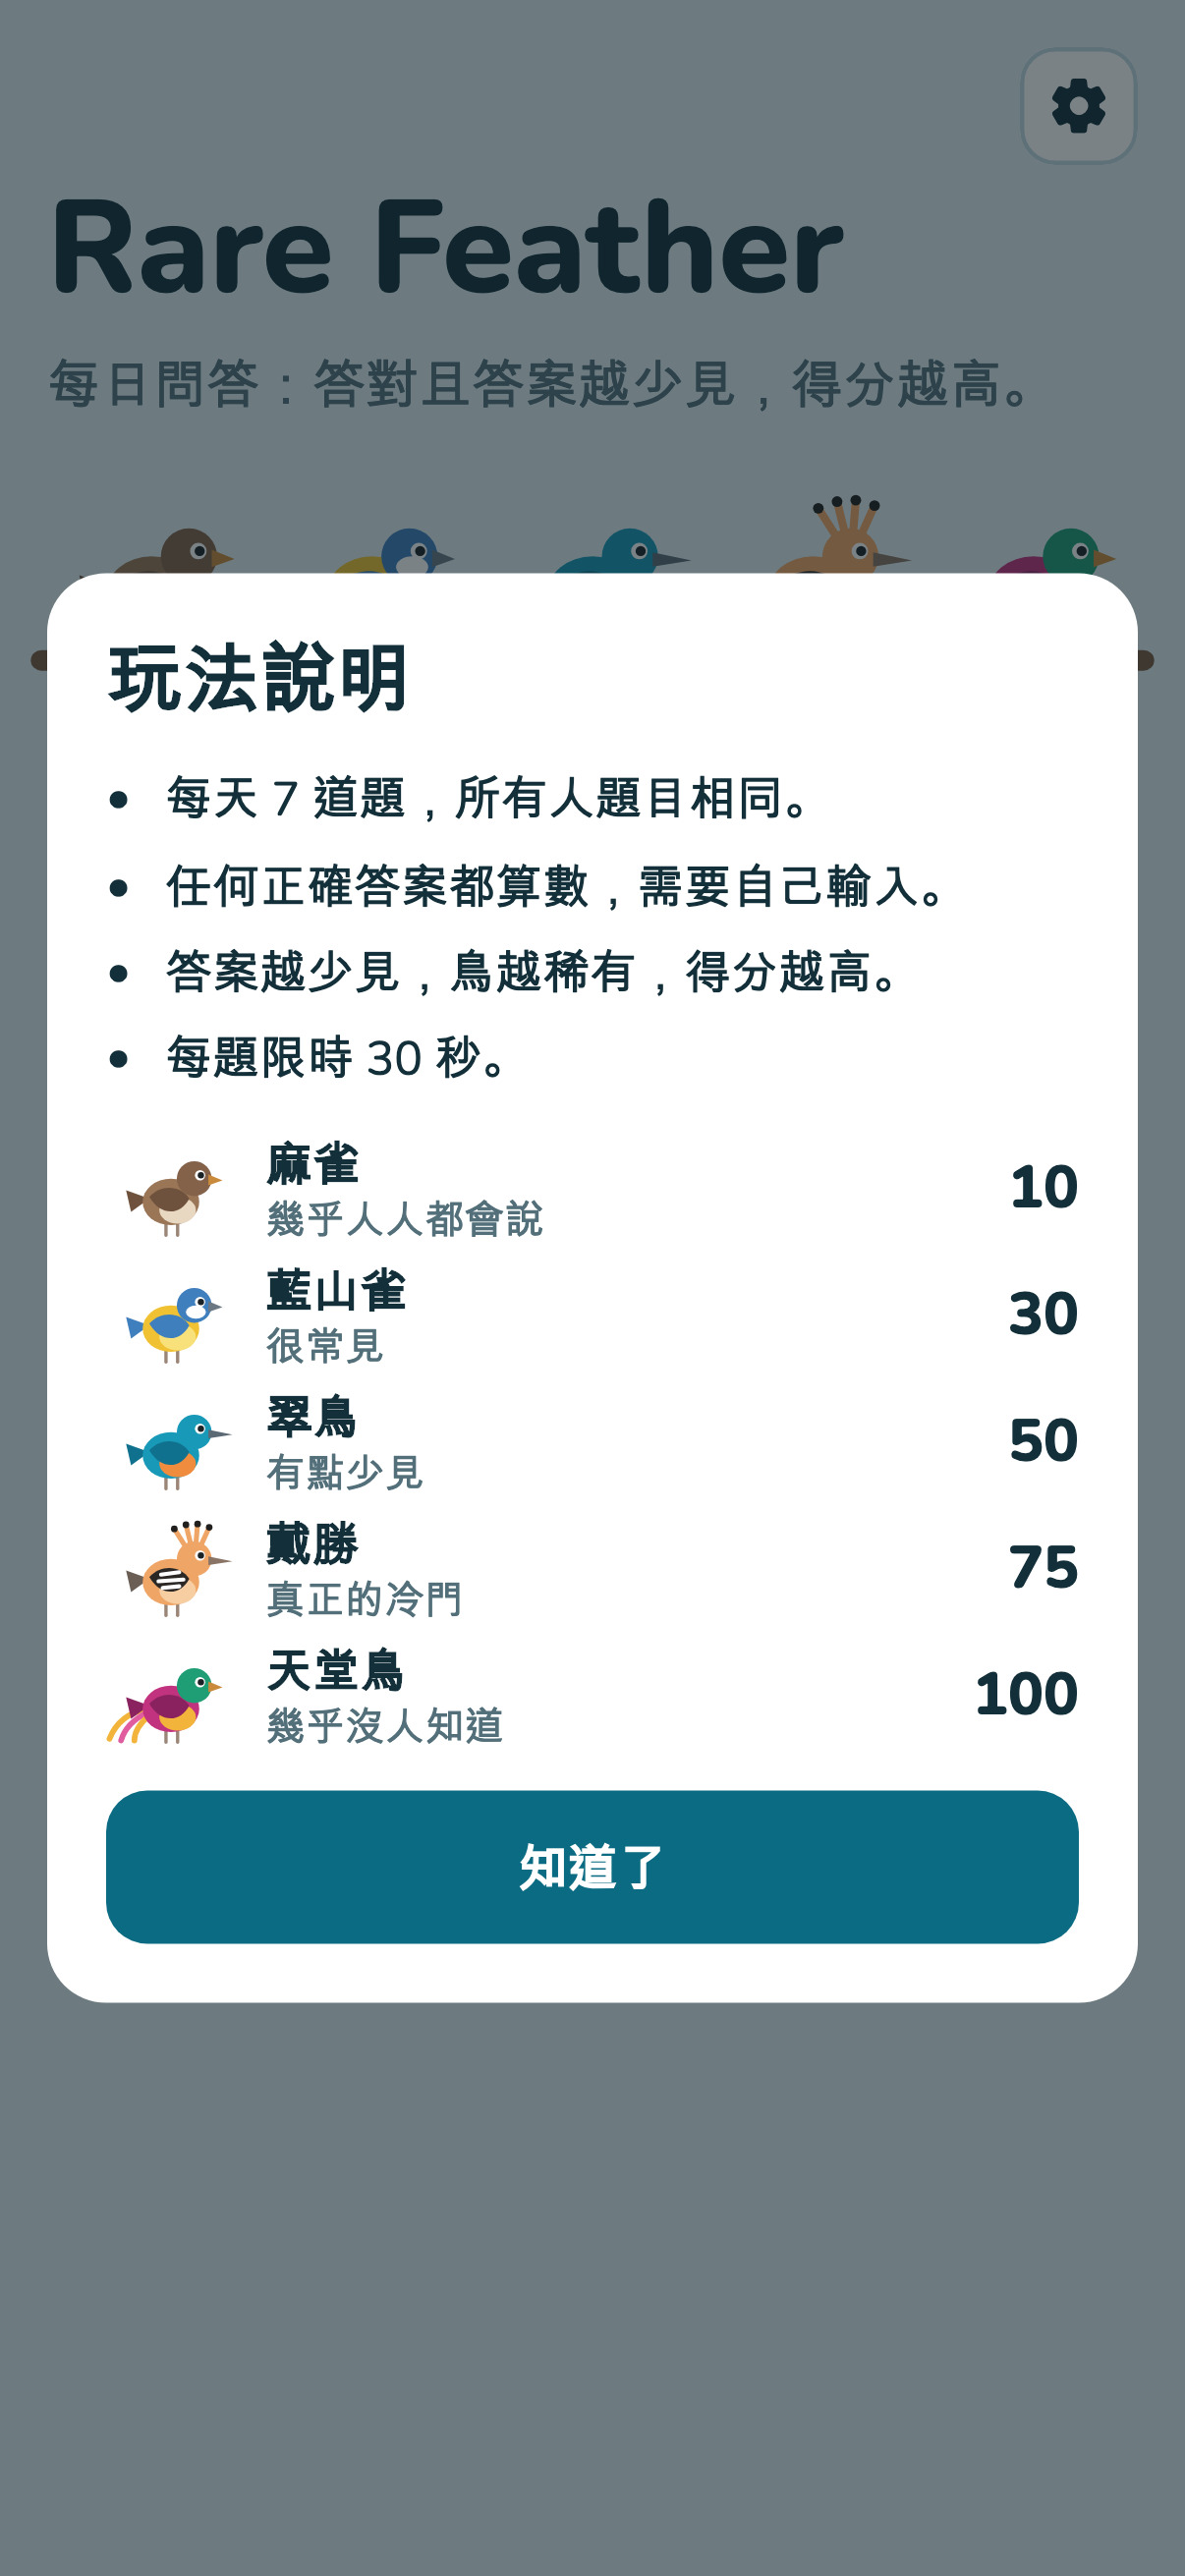 Rare Feather
每日問答：答對且答案越少見，得分越高。
玩法說明
• 每天 7 道題，所有人題目相同。
• 任何正確答案都算數，需要自己輸入。
• 答案越少見，鳥越稀有，得分越高。
• 每題限時 30 秒。
麻雀
幾乎人人都會說
10
藍山雀
很常見
30
翠鳥
有點少見
50
戴勝
真正的冷門
75
天堂鳥
幾乎沒人知道
100
知道了